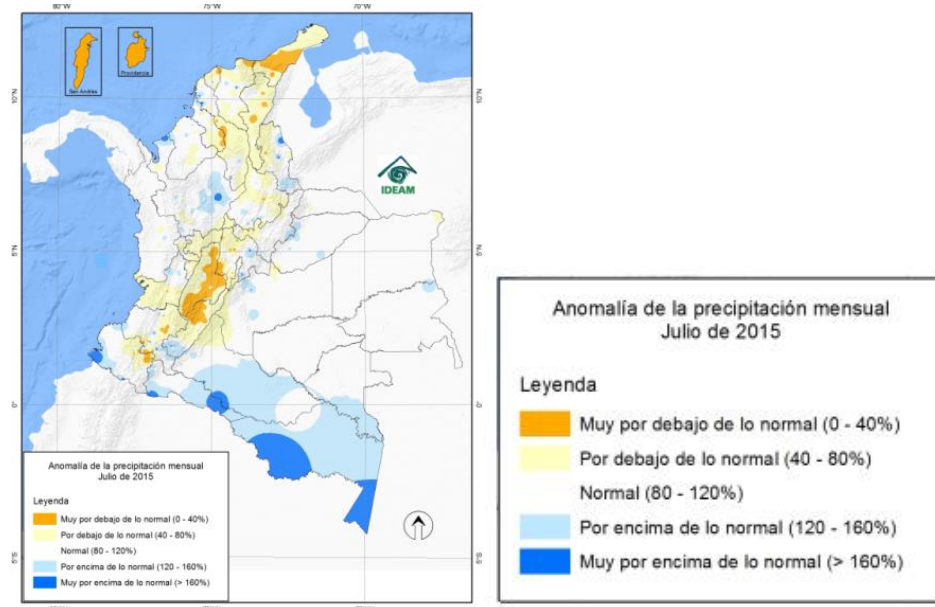 80°W
75°W
70°W
San Andrés
Providencia
10°N
10°N
IDEAM
5°N
5°N
0°
0°
5°S
5°S
Anomalía de la precipitación mensual
Julio de 2015
Leyenda
Muy por debajo de lo normal (0 - 40%)
Por debajo de lo normal (40 - 80%)
Normal (80 - 120%)
Por encima de lo normal (120 - 160%)
Muy por encima de lo normal (> 160%)
Anomalía de la precipitación mensual
Julio de 2015
Leyenda
Muy por debajo de lo normal (0 - 40%)
Por debajo de lo normal (40 - 80%)
Normal (80 - 120%)
Por encima de lo normal (120 - 160%)
Muy por encima de lo normal (> 160%)